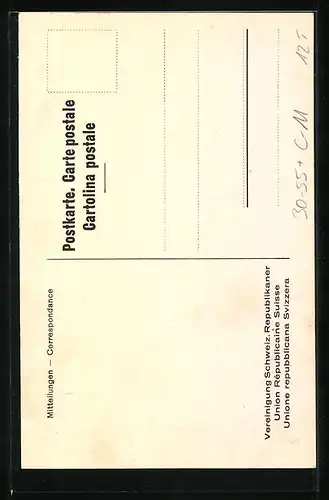 Postkarte. Carte postale
Cartolina postale
Mitteilungen – Correspondance
Vereinigung Schweiz. Republikaner
Union Républicaine Suisse
Unione repubblicana Svizzera
30-55+ C-M